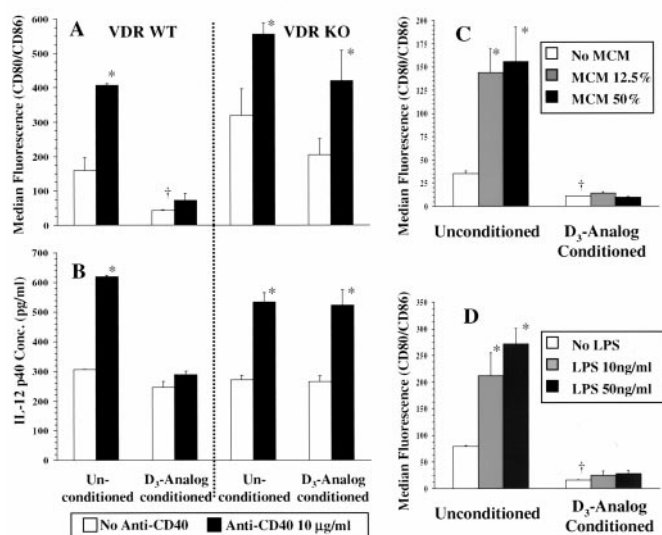 A
VDR WT
VDR KO
Median Fluorescence (CD80/CD86)
600
500
400
300
200
100
0
*
†
*
*
B
IL-12 p40 Conc. (pg/ml)
700
600
500
400
300
200
100
0
*
*
*
Un-
conditioned
D3-Analog
conditioned
Un-
conditioned
D3-Analog
conditioned
No Anti-CD40
Anti-CD40 10 µg/ml
C
Median Fluorescence (CD80/CD86)
200
175
150
125
100
75
50
25
0
*
*
†
No MCM
MCM 12.5%
MCM 50%
Unconditioned
D3-Analog
Conditioned
D
Median Fluorescence (CD80/CD86)
350
300
250
200
150
100
50
0
*
*
†
No LPS
LPS 10ng/ml
LPS 50ng/ml
Unconditioned
D3-Analog
Conditioned